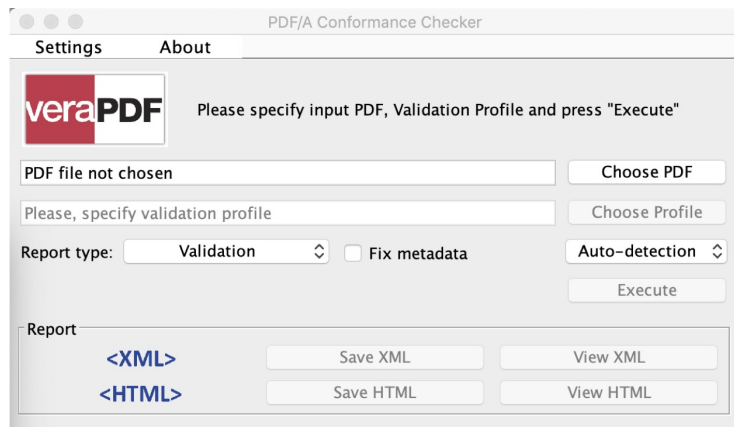 PDF/A Conformance Checker
Settings About
veraPDF Please specify input PDF, Validation Profile and press "Execute"
PDF file not chosen Choose PDF
Please, specify validation profile Choose Profile
Report type: Validation Fix metadata Auto-detection
Execute
Report
<XML> Save XML View XML
<HTML> Save HTML View HTML